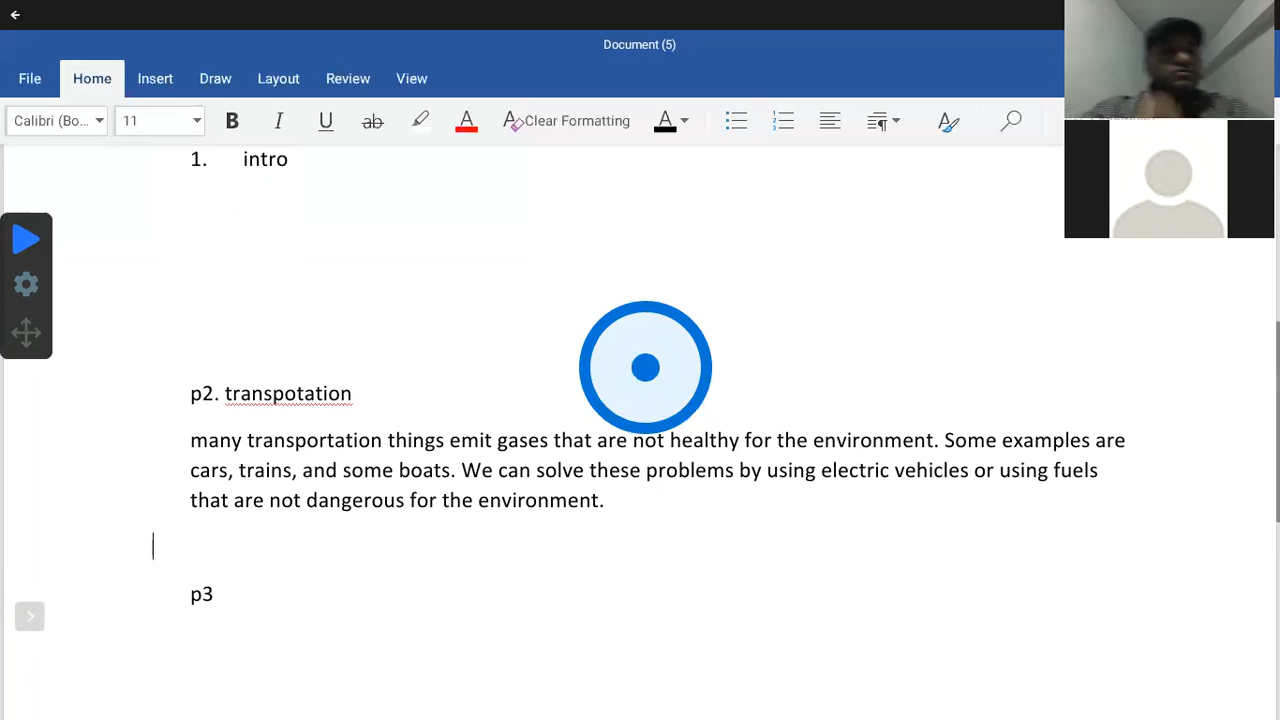 Document (5)
File Home Insert Draw Layout Review View
Calibri (Bo... 11 B I U ab A Clear Formatting A
1. intro
p2. transpotation
many transportation things emit gases that are not healthy for the environment. Some examples are
cars, trains, and some boats. We can solve these problems by using electric vehicles or using fuels
that are not dangerous for the environment.
p3